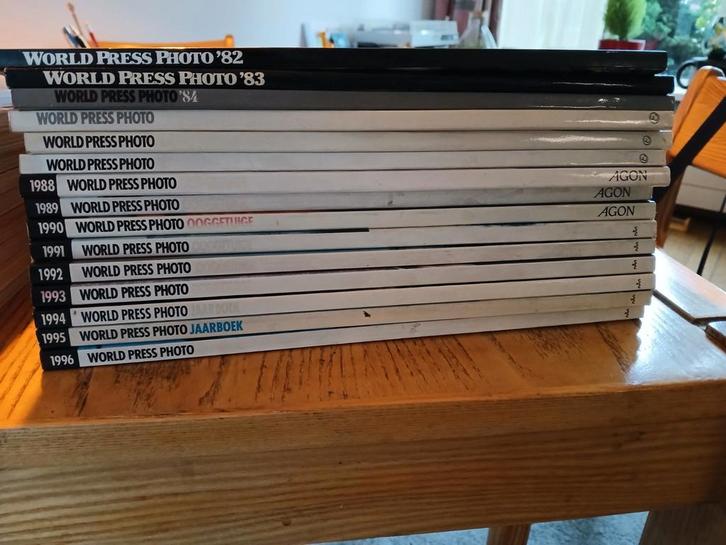 WORLD PRESS PHOTO '82
WORLD PRESS PHOTO '83
WORLD PRESS PHOTO '84
WORLD PRESS PHOTO
WORLD PRESS PHOTO
WORLD PRESS PHOTO
1988 WORLD PRESS PHOTO AGON
1989 WORLD PRESS PHOTO AGON
1990 WORLD PRESS PHOTO OOGGETUIGE AGON
1991 WORLD PRESS PHOTO
1992 WORLD PRESS PHOTO
1993 WORLD PRESS PHOTO
1994 WORLD PRESS PHOTO JAARBOEK
1995 WORLD PRESS PHOTO JAARBOEK
1996 WORLD PRESS PHOTO